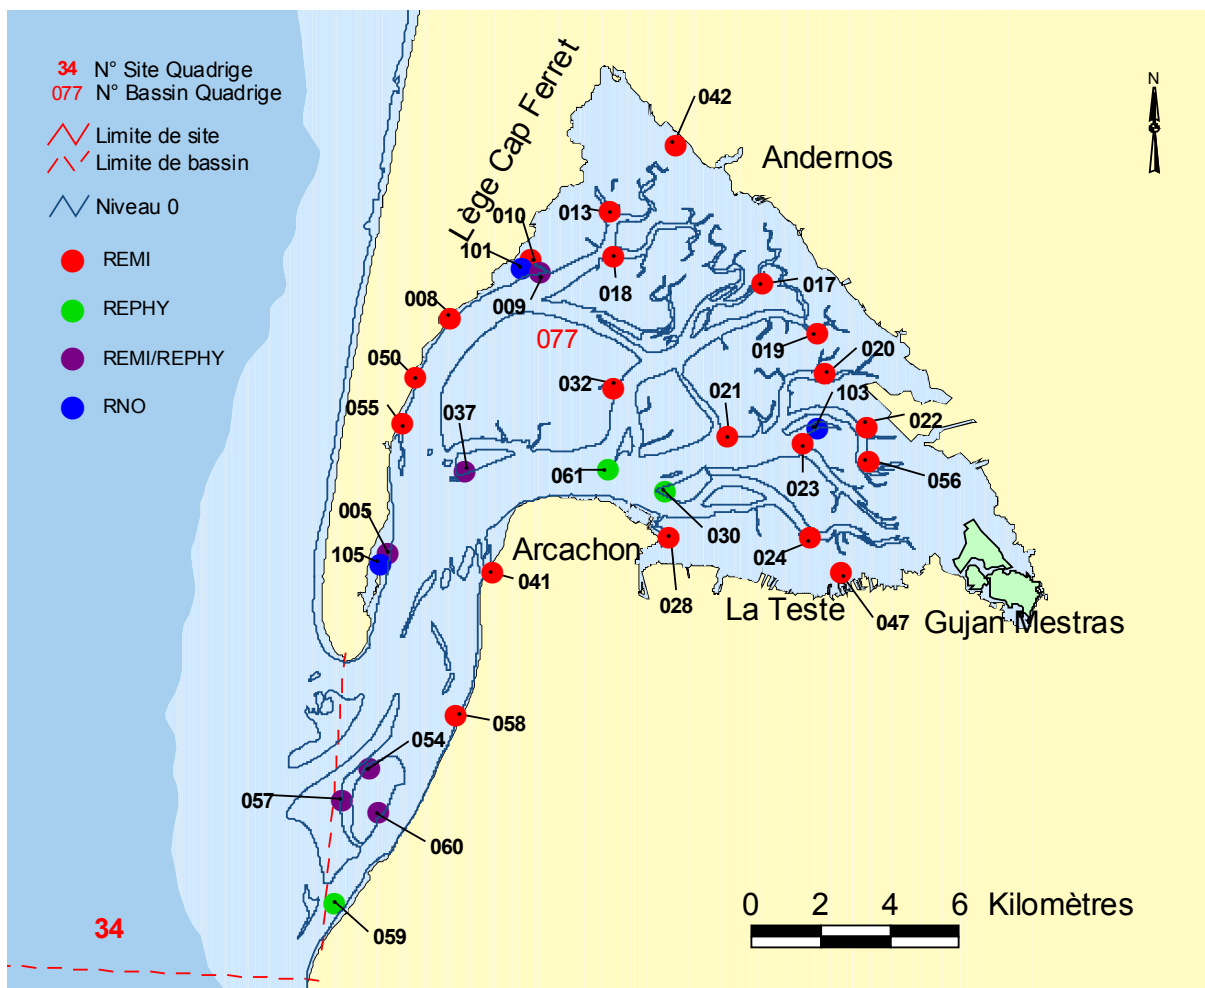 34 N° Site Quadrige
077 N° Bassin Quadrige
Limite de site
Limite de bassin
Niveau 0
REMI
REPHY
REMI/REPHY
RNO
Lège Cap Ferret
N
042
Andernos
013
010
101
009
018
017
008
077
019
020
050
032
103
055
037
021
022
061
023
056
005
030
105
Arcachon
024
041
028
La Teste
047
Gujan Mestras
058
054
057
060
059
34
0 2 4 6 Kilomètres